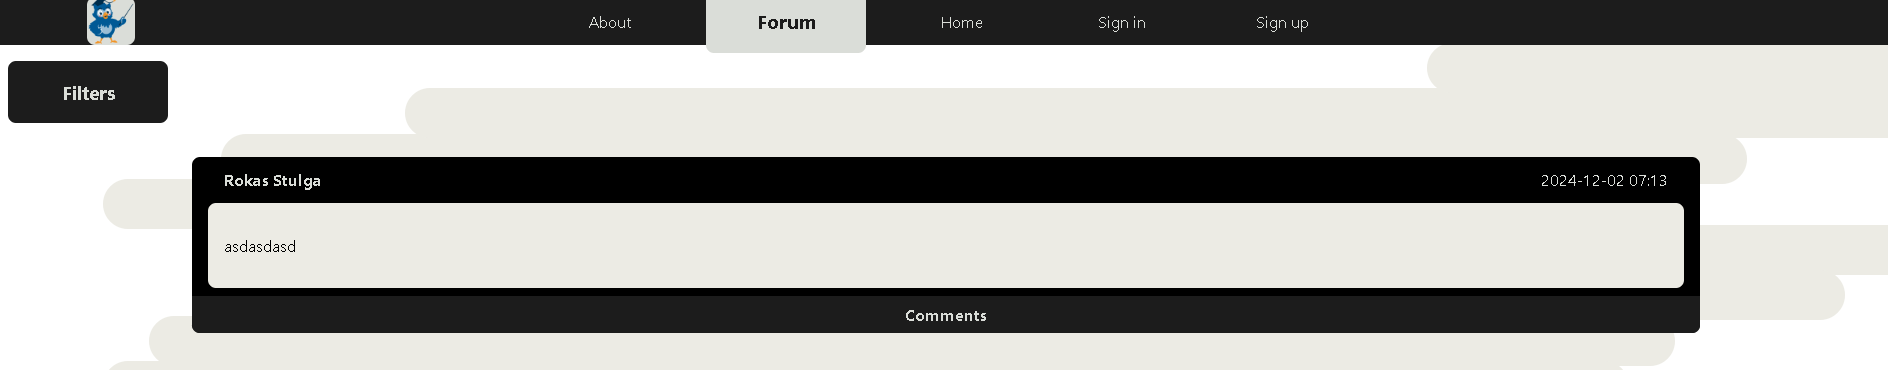 About Forum Home Sign in Sign up
Filters
Rokas Stulga 2024-12-02 07:13
asdasdasd
Comments